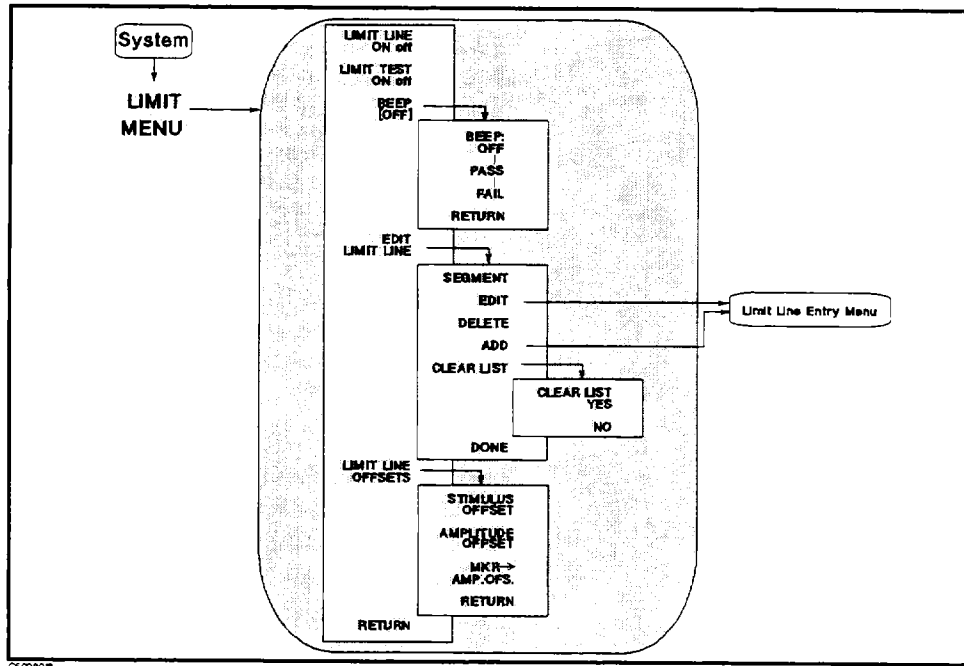 System
LIMIT
MENU
LIMIT LINE
ON off
LIMIT TEST
ON off
BEEP
[OFF]
BEEP:
OFF
PASS
FAIL
RETURN
EDIT
LIMIT LINE
SEGMENT
EDIT
DELETE
ADD
CLEAR LIST
Limit Line Entry Menu
CLEAR LIST
YES
NO
DONE
LIMIT LINE
OFFSETS
STIMULUS
OFFSET
AMPLITUDE
OFFSET
MKR→
AMP.OFS.
RETURN
RETURN